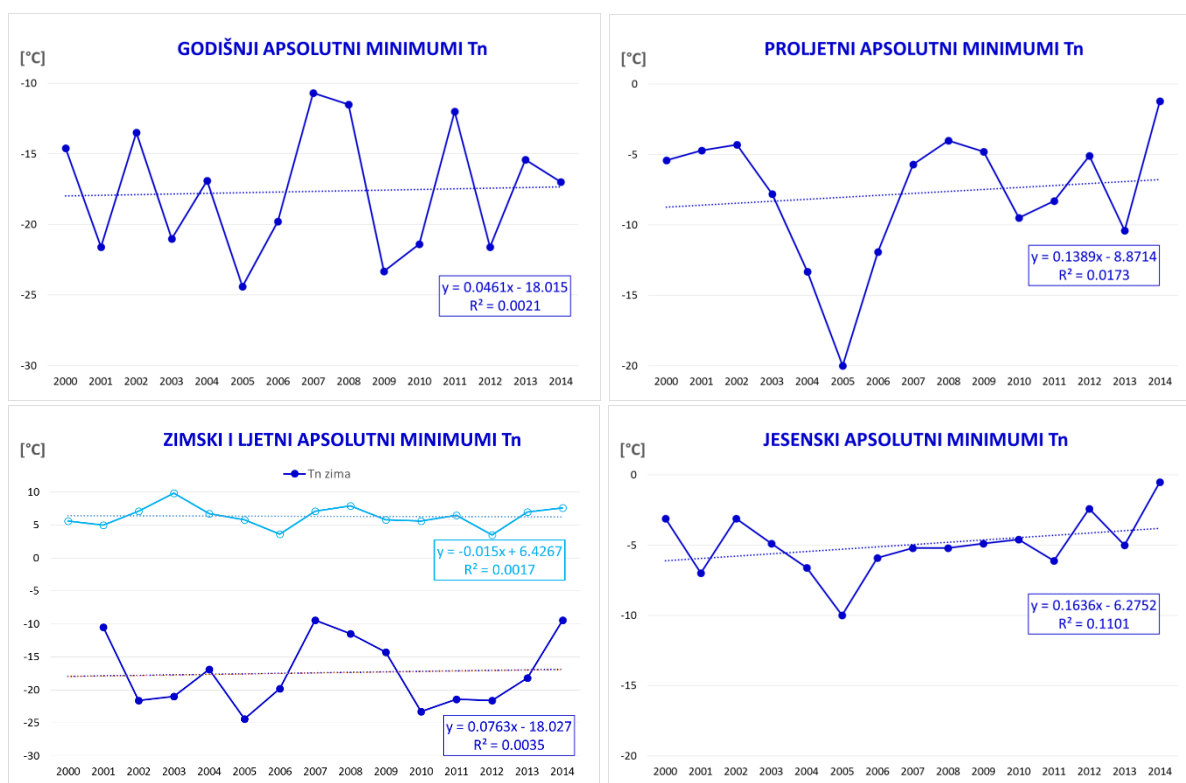 GODIŠNJI APSOLUTNI MINIMUMI Tn
[°C]
-10
-15
-20
-25
-30
y = 0.0461x - 18.015
R² = 0.0021
2000 2001 2002 2003 2004 2005 2006 2007 2008 2009 2010 2011 2012 2013 2014
PROLJETNI APSOLUTNI MINIMUMI Tn
[°C]
0
-5
-10
-15
-20
y = 0.1389x - 8.8714
R² = 0.0173
2000 2001 2002 2003 2004 2005 2006 2007 2008 2009 2010 2011 2012 2013 2014
ZIMSKI I LJETNI APSOLUTNI MINIMUMI Tn
[°C]
Tn zima
10
5
0
-5
-10
-15
-20
-25
-30
y = -0.015x + 6.4267
R² = 0.0017
y = 0.0763x - 18.027
R² = 0.0035
2000 2001 2002 2003 2004 2005 2006 2007 2008 2009 2010 2011 2012 2013 2014
JESENSKI APSOLUTNI MINIMUMI Tn
[°C]
0
-5
-10
-15
-20
y = 0.1636x - 6.2752
R² = 0.1101
2000 2001 2002 2003 2004 2005 2006 2007 2008 2009 2010 2011 2012 2013 2014